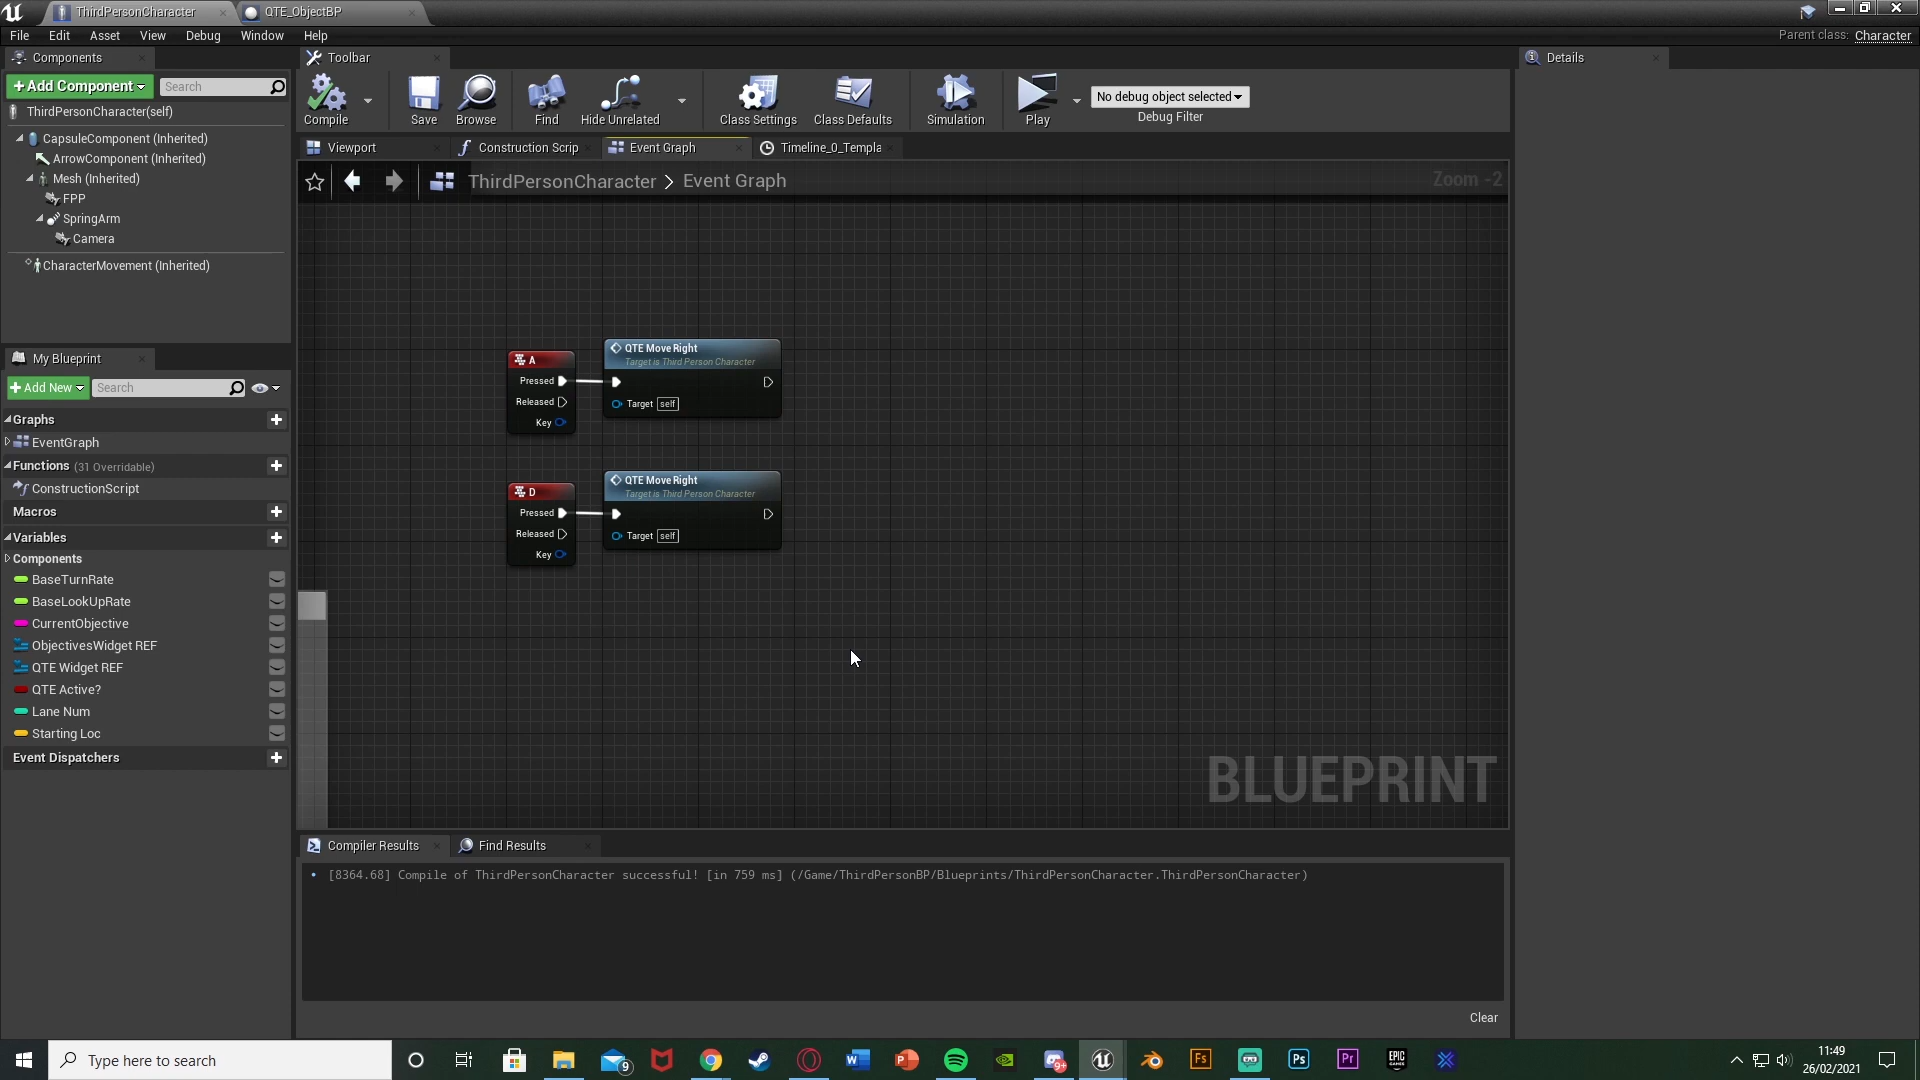 ThirdPersonCharacter
QTE_ObjectBP
File Edit Asset View Debug Window Help
Parent class: Character
Components
+Add Component
Search
ThirdPersonCharacter(self)
CapsuleComponent (Inherited)
ArrowComponent (Inherited)
Mesh (Inherited)
FPP
SpringArm
Camera
CharacterMovement (Inherited)
My Blueprint
+Add New
Search
Graphs
EventGraph
Functions (31 Overridable)
ConstructionScript
Macros
Variables
Components
BaseTurnRate
BaseLookUpRate
CurrentObjective
ObjectivesWidget REF
QTE Widget REF
QTE Active?
Lane Num
Starting Loc
Event Dispatchers
Toolbar
Compile
Save
Browse
Find
Hide Unrelated
Class Settings
Class Defaults
Simulation
Play
No debug object selected
Debug Filter
Viewport
Construction Scrip
Event Graph
Timeline_0_Templa
ThirdPersonCharacter > Event Graph
Zoom -2
A
Pressed
Released
Key
QTE Move Right
Target is Third Person Character
Target self
D
Pressed
Released
Key
QTE Move Right
Target is Third Person Character
Target self
BLUEPRINT
Compiler Results
Find Results
[8364.68] Compile of ThirdPersonCharacter successful! [in 759 ms] (/Game/ThirdPersonBP/Blueprints/ThirdPersonCharacter.ThirdPersonCharacter)
Clear
Details
Type here to search
9
W
P
9+
Fs
Ps
Pr
EPIC GAMES
11:49
26/02/2021